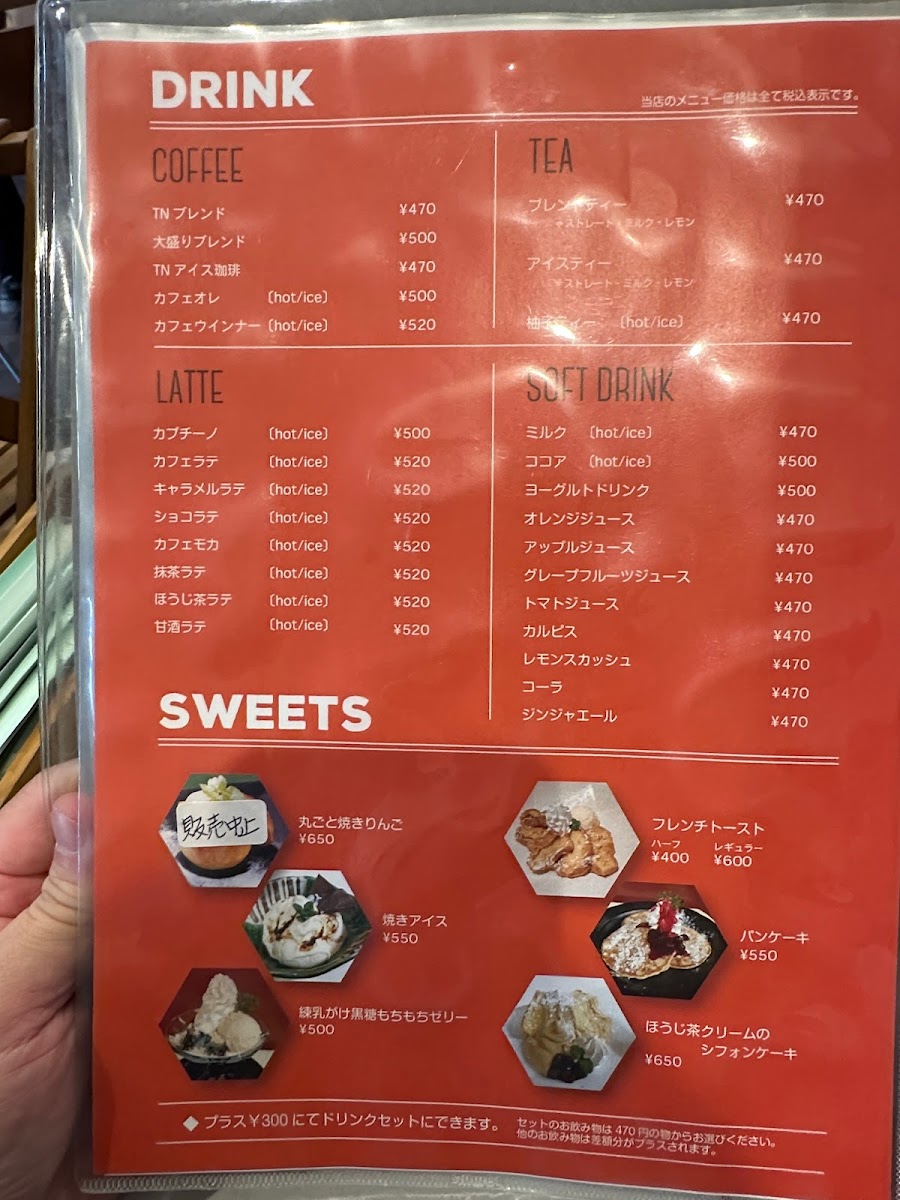 DRINK
当店のメニュー価格は全て税込表示です。
COFFEE
TN ブレンド ¥470
大盛りブレンド ¥500
TN アイス珈琲 ¥470
カフェオレ (hot/ice) ¥500
カフェウインナー (hot/ice) ¥520
TEA
ブレンドティー ¥470
ストレート・ミルク・レモン
アイスティー ¥470
ストレート・ミルク・レモン
柚子ティー (hot/ice) ¥470
LATTE
カプチーノ (hot/ice) ¥500
カフェラテ (hot/ice) ¥520
キャラメルラテ (hot/ice) ¥520
ショコラテ (hot/ice) ¥520
カフェモカ (hot/ice) ¥520
抹茶ラテ (hot/ice) ¥520
ほうじ茶ラテ (hot/ice) ¥520
甘酒ラテ (hot/ice) ¥520
SOFT DRINK
ミルク (hot/ice) ¥470
ココア (hot/ice) ¥500
ヨーグルトドリンク ¥500
オレンジジュース ¥470
アップルジュース ¥470
グレープフルーツジュース ¥470
トマトジュース ¥470
カルピス ¥470
レモンスカッシュ ¥470
コーラ ¥470
ジンジャエール ¥470
SWEETS
販売中止
丸ごと焼きりんご
¥650
焼きアイス
¥550
練乳がけ黒糖もちもちゼリー
¥500
フレンチトースト
ハーフ レギュラー
¥400 ¥600
パンケーキ
¥550
ほうじ茶クリームの
シフォンケーキ
¥650
◆ プラス¥300にてドリンクセットにできます。
セットのお飲み物は 470 円の物からお選びください。
他のお飲み物は差額分がプラスされます。